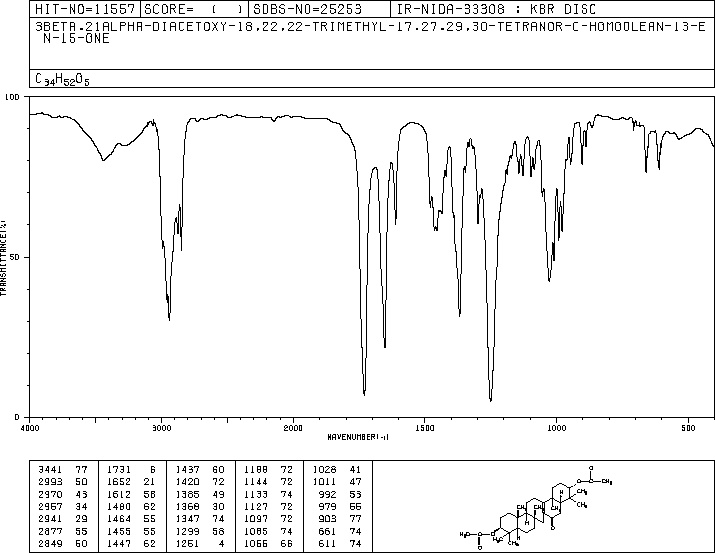 HIT-NO=11557 SCORE= ( ) SDBS-NO=25253 IR-NIDA-33308 : KBR DISC
3BETA,21ALPHA-DIACETOXY-18,22,22-TRIMETHYL-17,27,29,30-TETRANOR-C-HOMOOLEAN-13-E
N-15-ONE
C34H52O5
100
50
0
TRANSMITTANCE(%)
4000 3000 2000 1500 1000 500
WAVENUMBER(-1)
3441 77 1731 6 1437 60 1188 72 1028 41
2993 50 1652 21 1420 72 1144 72 1011 47
2970 43 1612 58 1385 49 1133 74 992 53
2957 34 1480 62 1368 30 1127 72 979 55
2941 29 1464 55 1347 74 1097 72 903 77
2877 55 1455 55 1299 58 1085 74 661 74
2849 60 1447 62 1251 4 1055 66 611 74